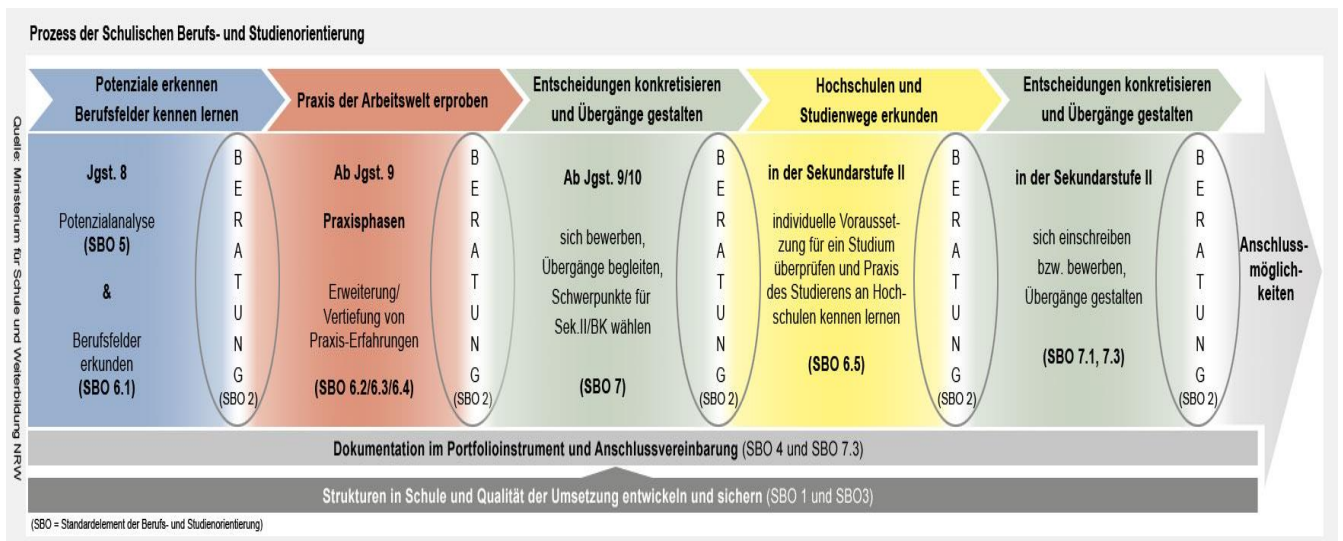 Prozess der Schulischen Berufs- und Studienorientierung
Potenziale erkennen
Berufsfelder kennen lernen
Praxis der Arbeitswelt erproben
Entscheidungen konkretisieren
und Übergänge gestalten
Hochschulen und
Studienwege erkunden
Entscheidungen konkretisieren
und Übergänge gestalten
Jgst. 8
Potenzialanalyse
(SBO 5)
&
Berufsfelder
erkunden
(SBO 6.1)
BERATUNG
(SBO 2)
Ab Jgst. 9
Praxisphasen
Erweiterung/
Vertiefung von
Praxis-Erfahrungen
(SBO 6.2/6.3/6.4)
BERATUNG
(SBO 2)
Ab Jgst. 9/10
sich bewerben,
Übergänge begleiten,
Schwerpunkte für
Sek.II/BK wählen
(SBO 7)
BERATUNG
(SBO 2)
in der Sekundarstufe II
individuelle Vorausset-
zung für ein Studium
überprüfen und Praxis
des Studierens an Hoch-
schulen kennen lernen
(SBO 6.5)
BERATUNG
(SBO 2)
in der Sekundarstufe II
sich einschreiben
bzw. bewerben,
Übergänge gestalten
(SBO 7.1, 7.3)
BERATUNG
(SBO 2)
Anschluss-
möglich-
keiten
Dokumentation im Portfolioinstrument und Anschlussvereinbarung (SBO 4 und SBO 7.3)
Strukturen in Schule und Qualität der Umsetzung entwickeln und sichern (SBO 1 und SBO3)
(SBO = Standardelement der Berufs- und Studienorientierung)
Quelle: Ministerium für Schule und Weiterbildung NRW